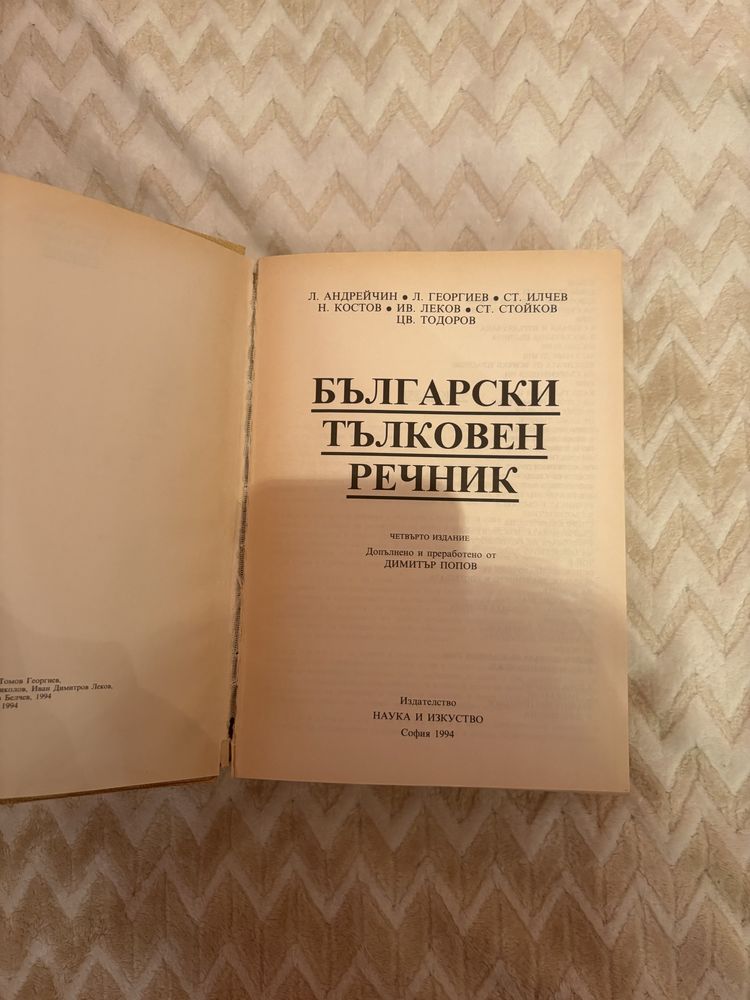 Л. АНДРЕЙЧИН • Л. ГЕОРГИЕВ • СТ. ИЛЧЕВ
Н. КОСТОВ • ИВ. ЛЕКОВ • СТ. СТОЙКОВ
ЦВ. ТОДОРОВ
БЪЛГАРСКИ
ТЪЛКОВЕН
РЕЧНИК
ЧЕТВЪРТО ИЗДАНИЕ
Допълнено и преработено от
ДИМИТЪР ПОПОВ
Издателство
НАУКА И ИЗКУСТВО
София 1994
Томов Георгиев,
иколов, Иван Димитров Леков,
Белчев, 1994
1994